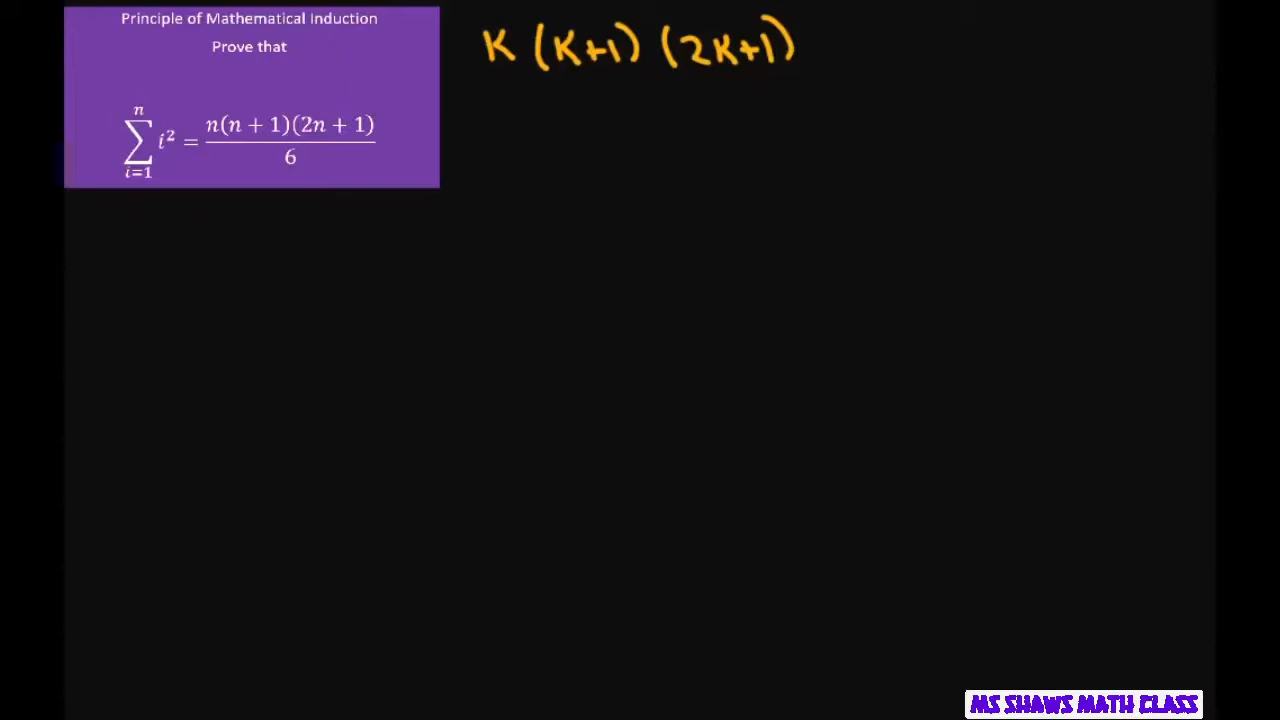 Principle of Mathematical Induction
Prove that
n
∑ i² = n(n + 1)(2n + 1)
6
i=1
K (K+1) (2K+1)
MS SHAWS MATH CLASS